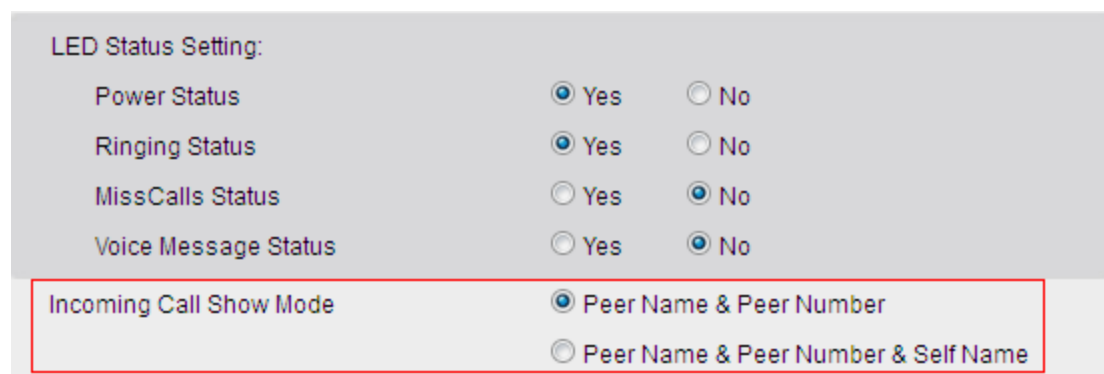 LED Status Setting:
Power Status Yes No
Ringing Status Yes No
MissCalls Status Yes No
Voice Message Status Yes No
Incoming Call Show Mode Peer Name & Peer Number
Peer Name & Peer Number & Self Name